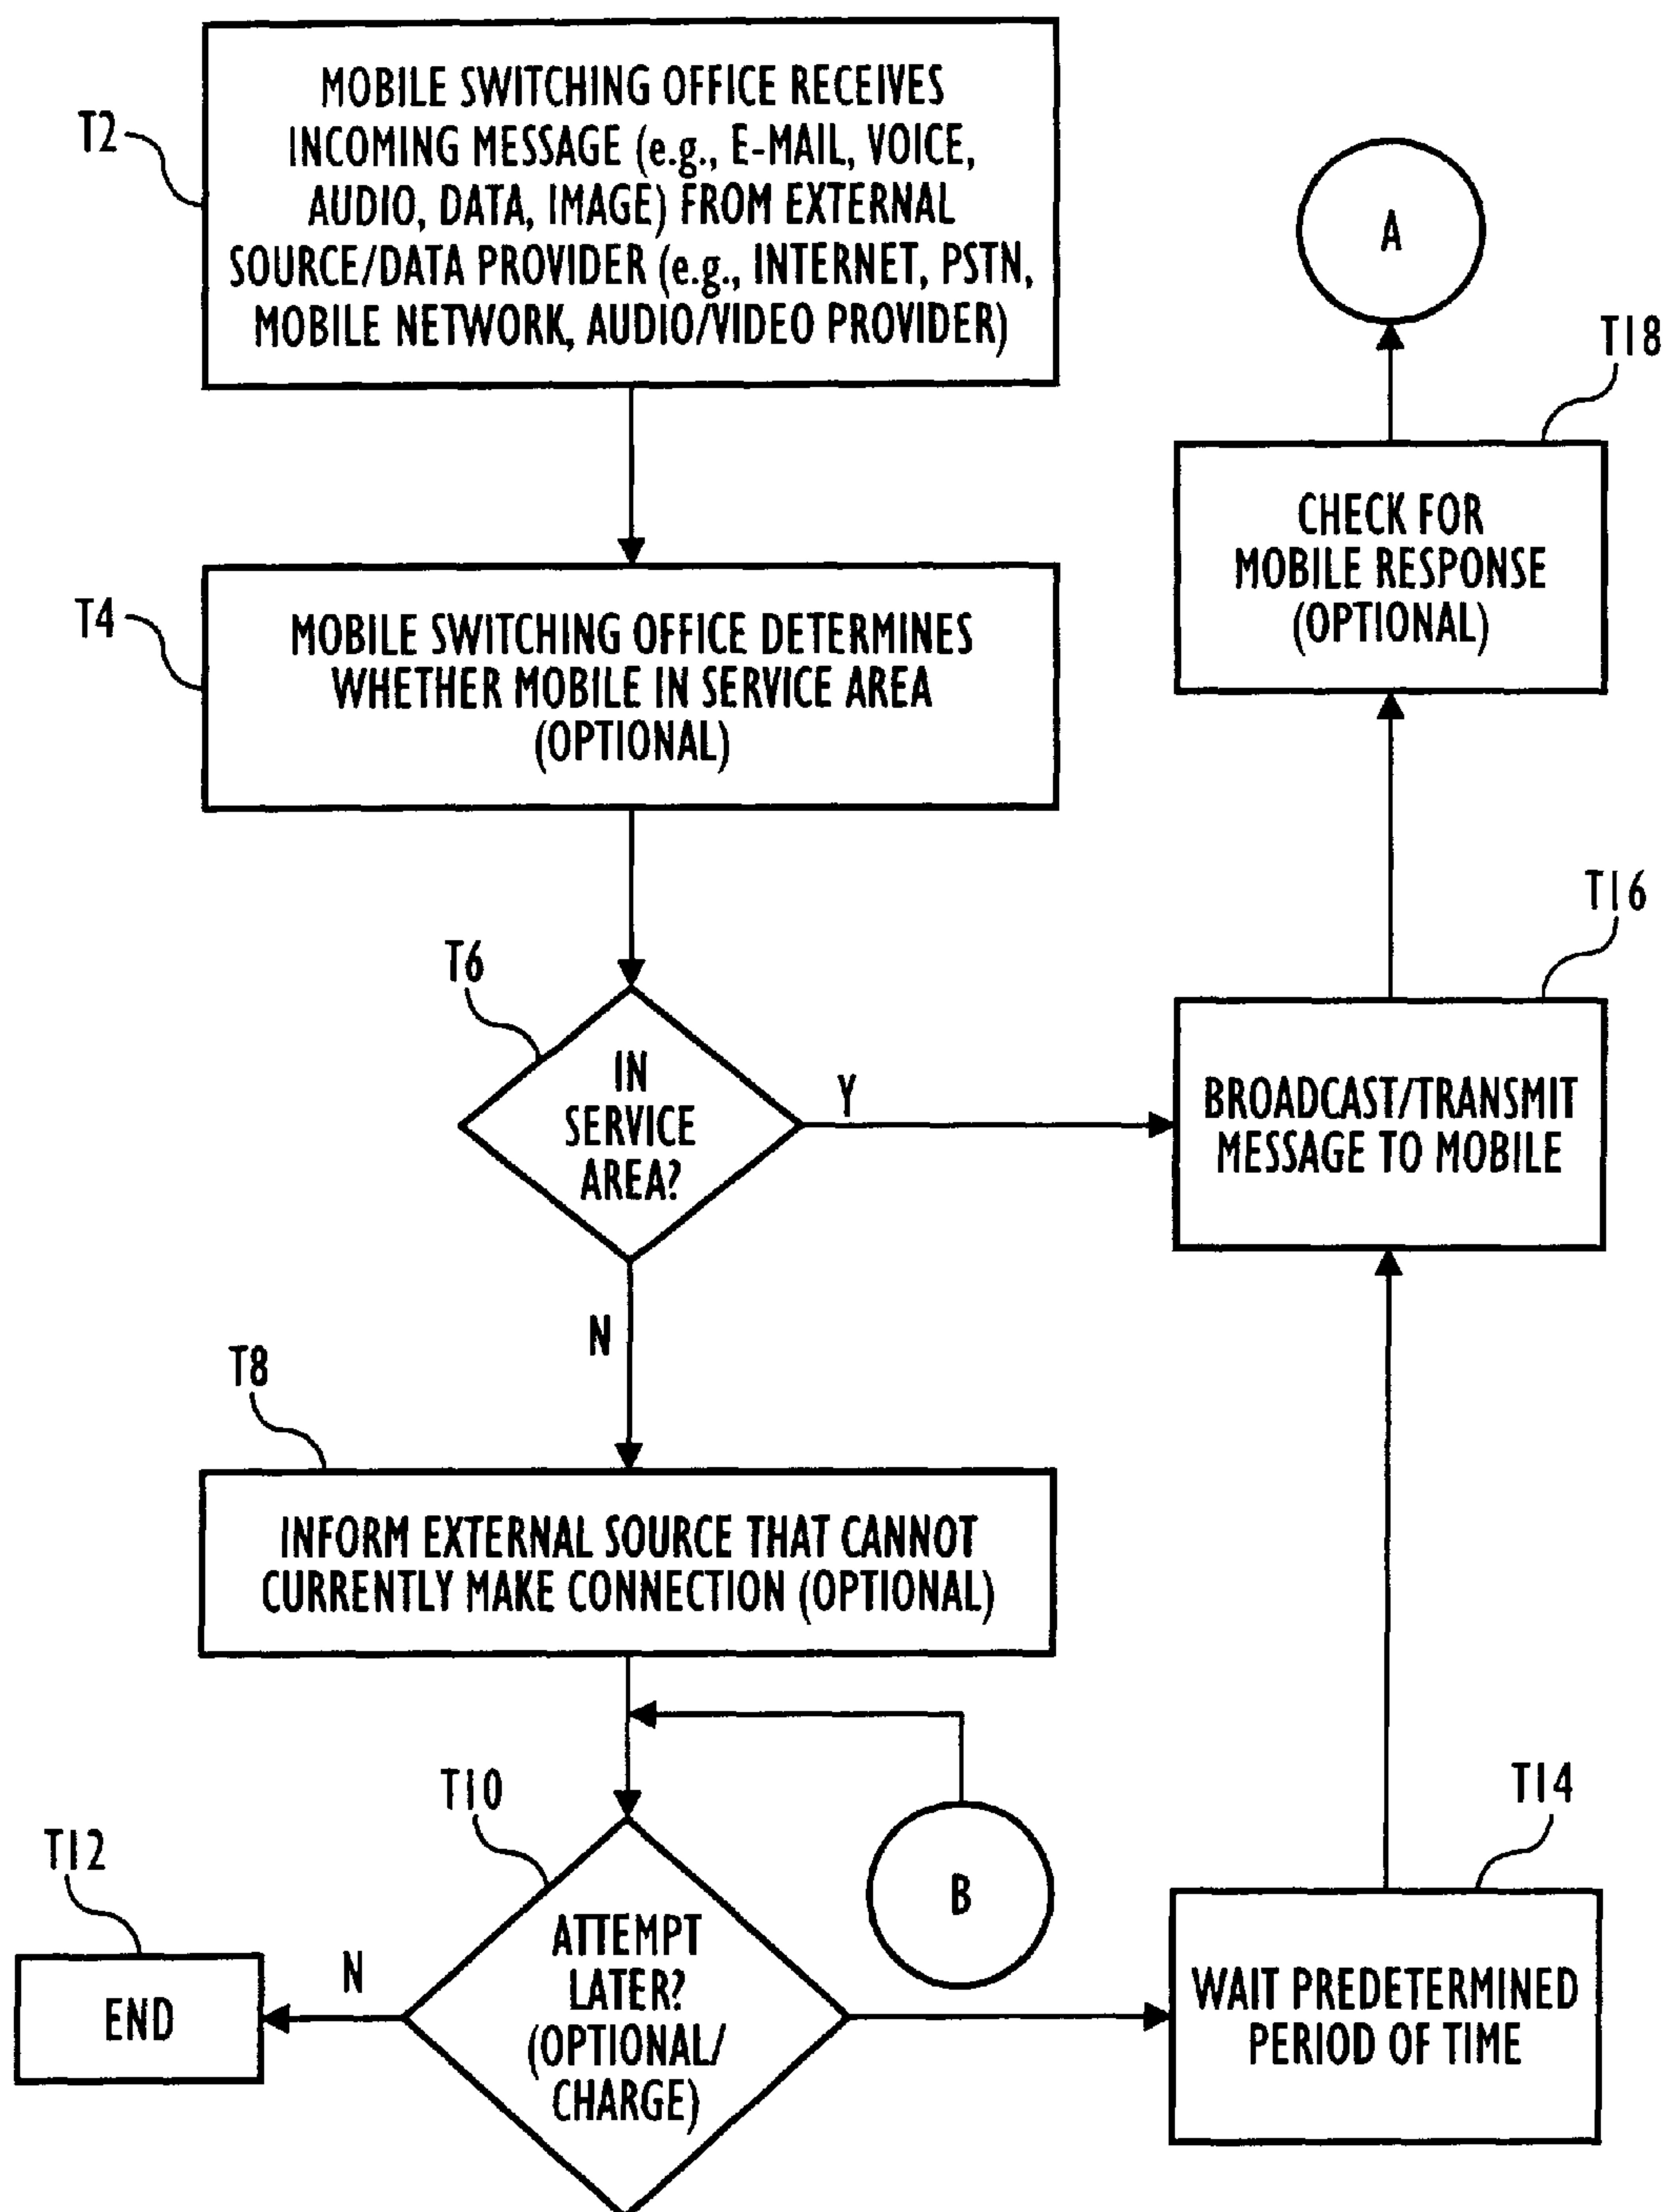 T2
MOBILE SWITCHING OFFICE RECEIVES
INCOMING MESSAGE (e.g., E-MAIL, VOICE,
AUDIO, DATA, IMAGE) FROM EXTERNAL
SOURCE/DATA PROVIDER (e.g., INTERNET, PSTN,
MOBILE NETWORK, AUDIO/VIDEO PROVIDER)
T4
MOBILE SWITCHING OFFICE DETERMINES
WHETHER MOBILE IN SERVICE AREA
(OPTIONAL)
T6
IN
SERVICE
AREA?
Y
N
T8
INFORM EXTERNAL SOURCE THAT CANNOT
CURRENTLY MAKE CONNECTION (OPTIONAL)
T10
ATTEMPT
LATER?
(OPTIONAL/
CHARGE)
N
T12
END
B
T14
WAIT PREDETERMINED
PERIOD OF TIME
T16
BROADCAST/TRANSMIT
MESSAGE TO MOBILE
T18
CHECK FOR
MOBILE RESPONSE
(OPTIONAL)
A